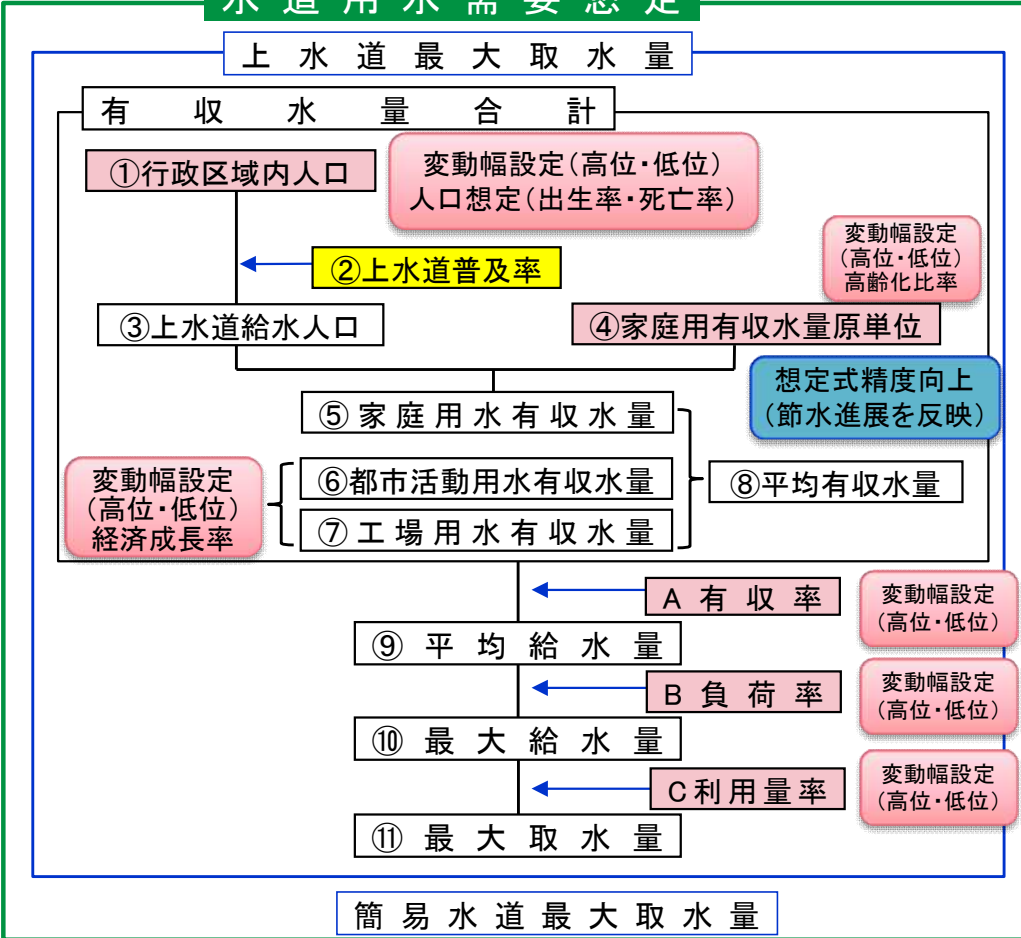 水道用水需要想定
上水道最大取水量
有収水量合計
①行政区域内人口
変動幅設定(高位・低位)
人口想定(出生率・死亡率)
②上水道普及率
変動幅設定
(高位・低位)
高齢化比率
③上水道給水人口
④家庭用有収水量原単位
想定式精度向上
(節水進展を反映)
⑤家庭用水有収水量
変動幅設定
(高位・低位)
経済成長率
⑥都市活動用水有収水量
⑦工場用水有収水量
⑧平均有収水量
A有収率
変動幅設定
(高位・低位)
⑨平均給水量
B負荷率
変動幅設定
(高位・低位)
⑩最大給水量
C利用量率
変動幅設定
(高位・低位)
⑪最大取水量
簡易水道最大取水量